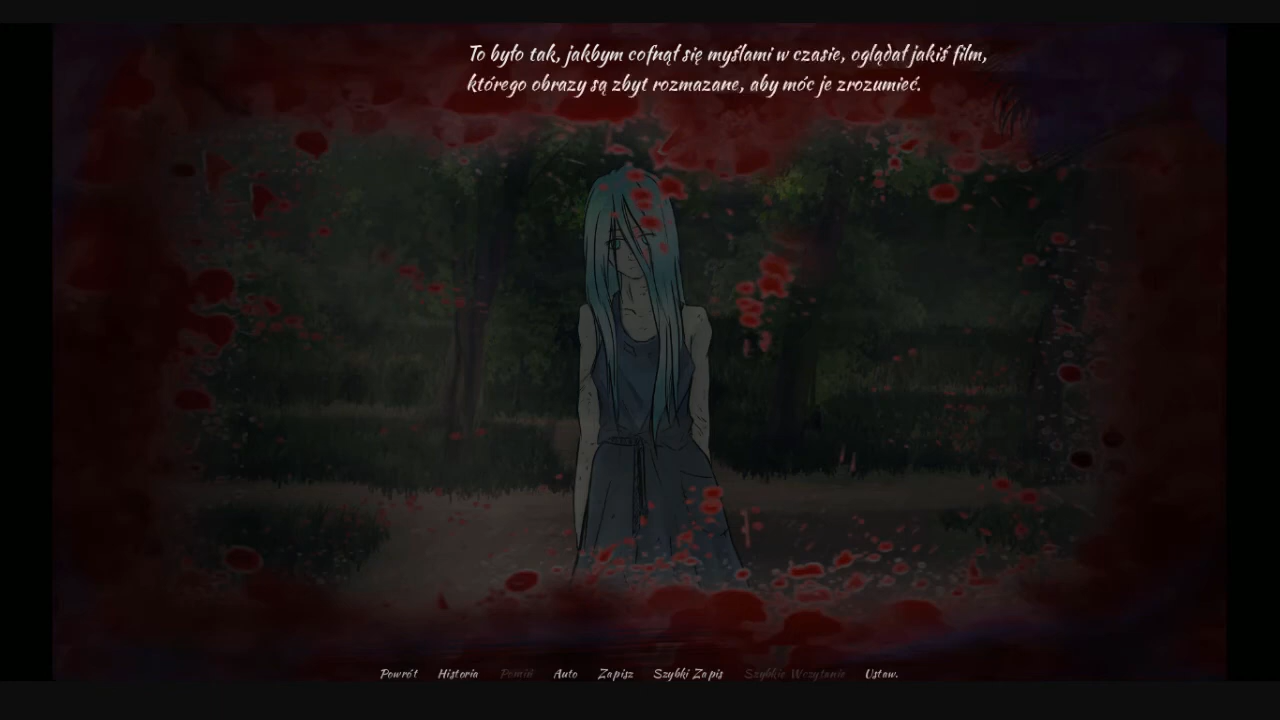 To było tak, jakbym cofnął się myślami w czasie, oglądał jakiś film,
którego obrazy są zbyt rozmazane, aby móc je zrozumieć.
Powrót Historia Pomiń Auto Zapisz Szybki Zapis Szybkie Wczytanie Ustaw.